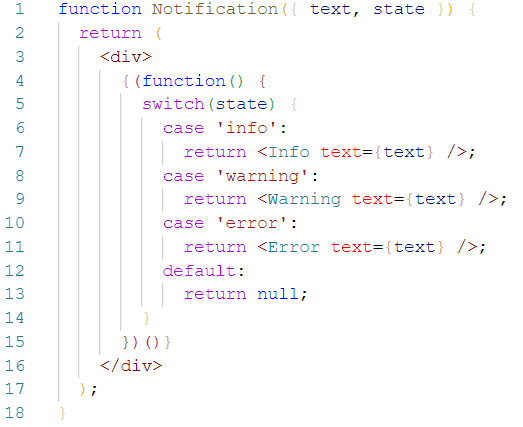 1 function Notification({ text, state }) {
2   return (
3     <div>
4       {(function() {
5         switch(state) {
6           case 'info':
7             return <Info text={text} />;
8           case 'warning':
9             return <Warning text={text} />;
10           case 'error':
11             return <Error text={text} />;
12           default:
13             return null;
14         }
15       })()}
16     </div>
17   );
18 }